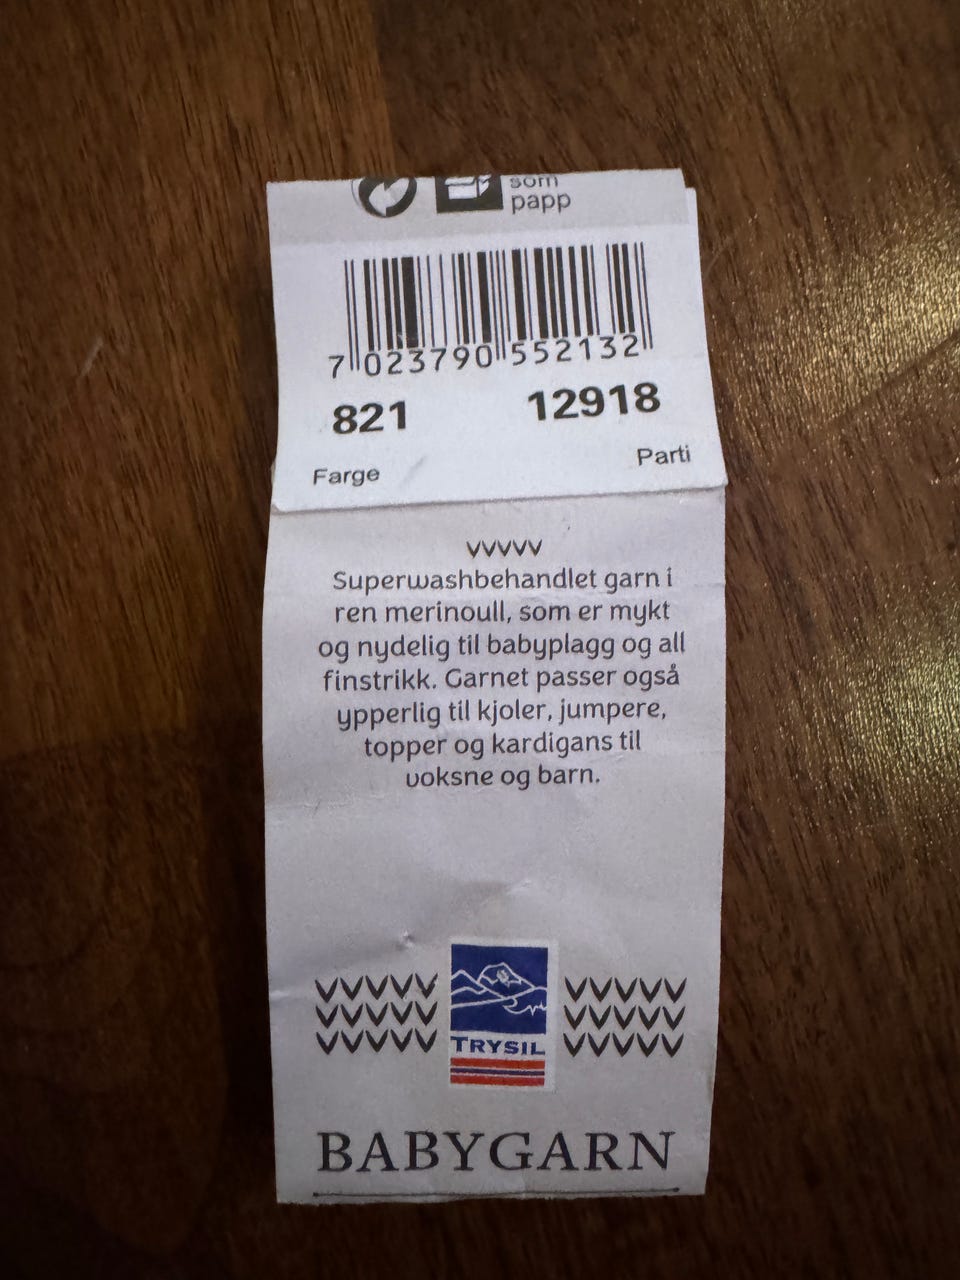 som
papp
7 023790 552132
821 12918
Farge Parti
Superwashbehandlet garn i
ren merinoull, som er mykt
og nydelig til babyplagg og all
finstrikk. Garnet passer også
ypperlig til kjoler, jumpere,
topper og kardigans til
voksne og barn.
TRYSIL
BABYGARN